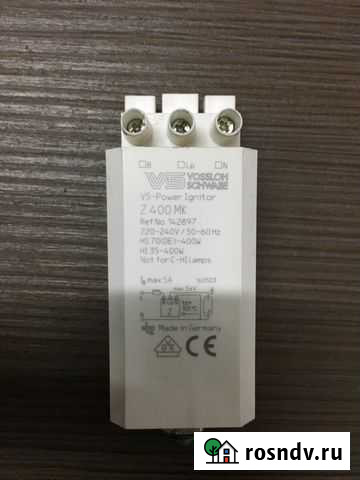 B Lp N
VS VOSSLOH SCHWABE
VS-Power Ignitor
Z 400 MK
Ref.No. 142897
220-240V / 50-60Hz
HS 70(DE)-400W
HI 35-400W
Not for C-HI lamps
max 5A
Z
Made in Germany
CE
rosndv.ru